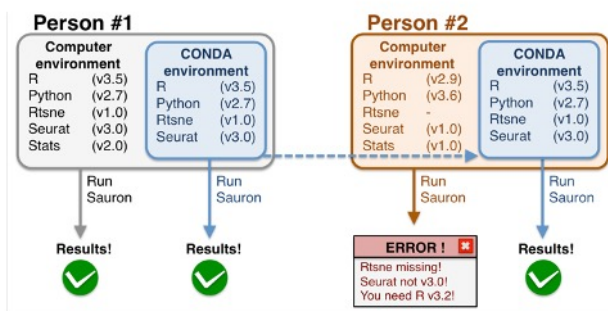 Person #1
Computer environment
R (v3.5)
Python (v2.7)
Rtsne (v1.0)
Seurat (v3.0)
Stats (v2.0)
CONDA environment
R (v3.5)
Python (v2.7)
Rtsne (v1.0)
Seurat (v3.0)
Run Sauron
Results!
Run Sauron
Results!
Person #2
Computer environment
R (v2.9)
Python (v3.6)
Rtsne -
Seurat (v1.0)
Stats (v1.0)
CONDA environment
R (v3.5)
Python (v2.7)
Rtsne (v1.0)
Seurat (v3.0)
Run Sauron
ERROR !
Rtsne missing!
Seurat not v3.0!
You need R v3.2!
Run Sauron
Results!